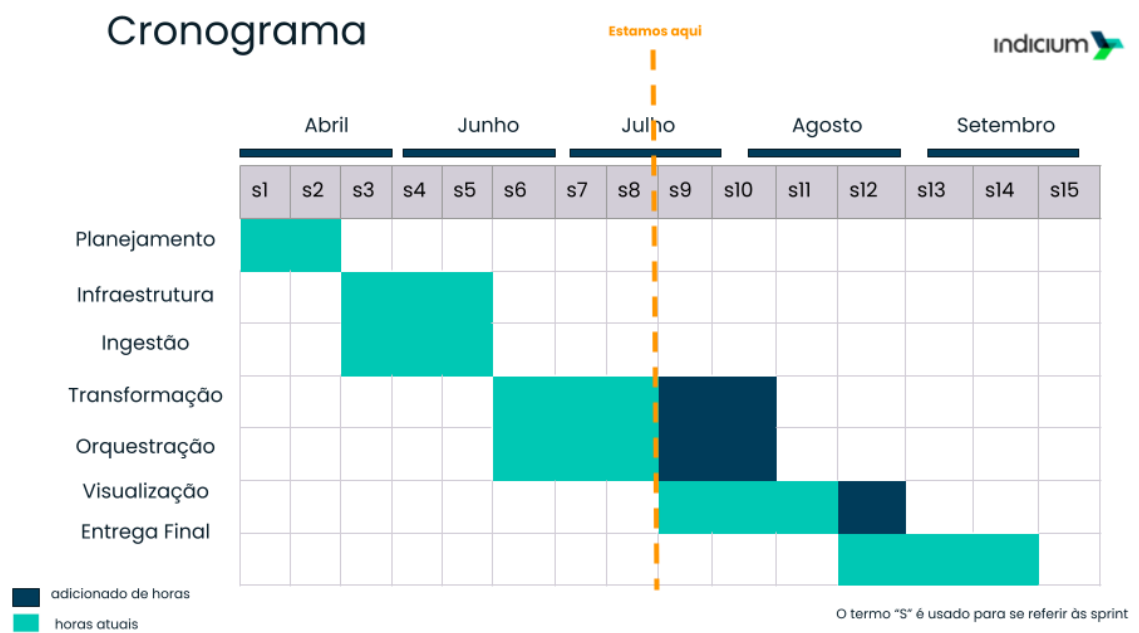 Cronograma
Estamos aqui
indicium
Abril Junho Julho Agosto Setembro
s1 s2 s3 s4 s5 s6 s7 s8 s9 s10 s11 s12 s13 s14 s15
Planejamento
Infraestrutura
Ingestão
Transformação
Orquestração
Visualização
Entrega Final
adicionado de horas
horas atuais
O termo “S” é usado para se referir às sprint